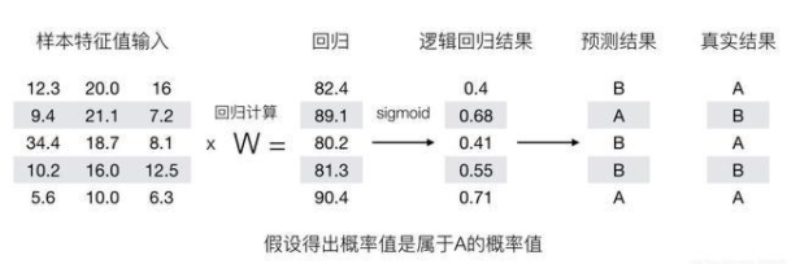 样本特征值输入 回归 逻辑回归结果 预测结果 真实结果
12.3 20.0 16 82.4 0.4 B A
9.4 21.1 7.2 回归计算 89.1 sigmoid 0.68 A B
34.4 18.7 8.1 x W = 80.2 0.41 B A
10.2 16.0 12.5 81.3 0.55 B B
5.6 10.0 6.3 90.4 0.71 A A
假设得出概率值是属于A的概率值